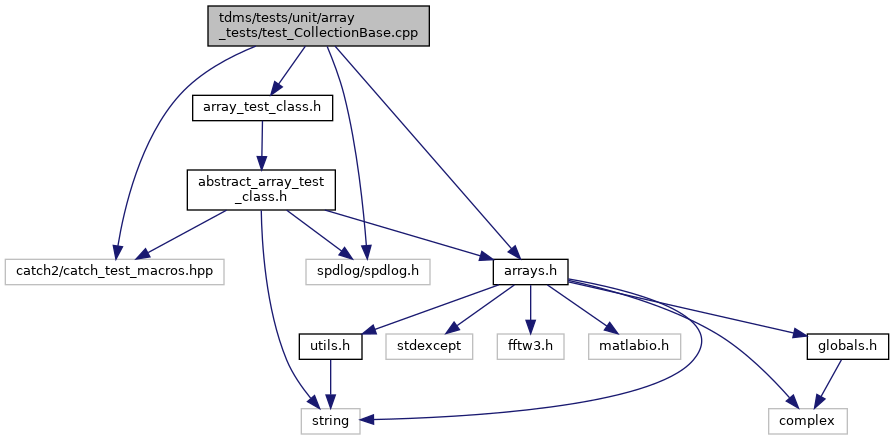 tdms/tests/unit/array
_tests/test_CollectionBase.cpp
array_test_class.h
abstract_array_test
_class.h
catch2/catch_test_macros.hpp
spdlog/spdlog.h
arrays.h
utils.h
stdexcept
fftw3.h
matlabio.h
globals.h
string
complex